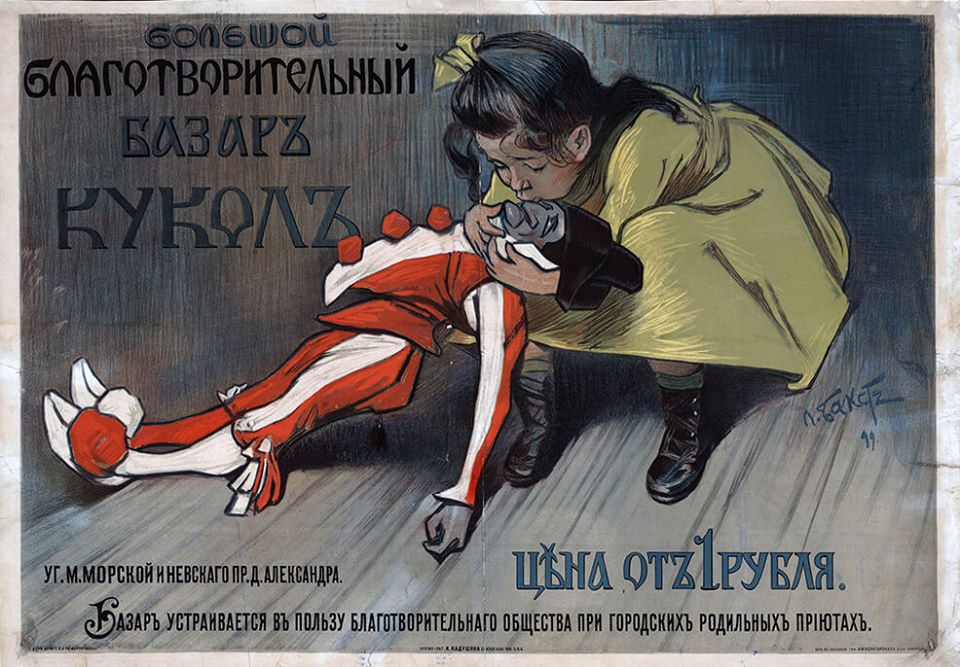 БОЛЬШОЙ
БЛАГОТВОРИТЕЛЬНЫЙ
БАЗАРЪ
КУКОЛЪ
Л. Бакстъ
99
ЦѢНА ОТЪ 1 РУБЛЯ.
УГ. М. МОРСКОЙ И НЕВСКАГО ПР. Д. АЛЕКСАНДРА.
БАЗАРЪ УСТРАИВАЕТСЯ ВЪ ПОЛЬЗУ БЛАГОТВОРИТЕЛЬНАГО ОБЩЕСТВА ПРИ ГОРОДСКИХЪ РОДИЛЬНЫХЪ ПРІЮТАХЪ.
И. КАДУШИНА